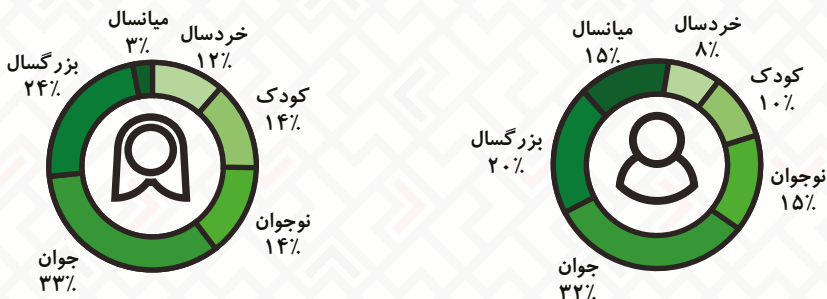 میانسال
۳٪
خردسال
۱۲٪
کودک
۱۴٪
نوجوان
۱۴٪
جوان
۳۳٪
بزرگسال
۲۴٪
میانسال
۱۵٪
خردسال
۸٪
کودک
۱۰٪
نوجوان
۱۵٪
جوان
۳۲٪
بزرگسال
۲۰٪